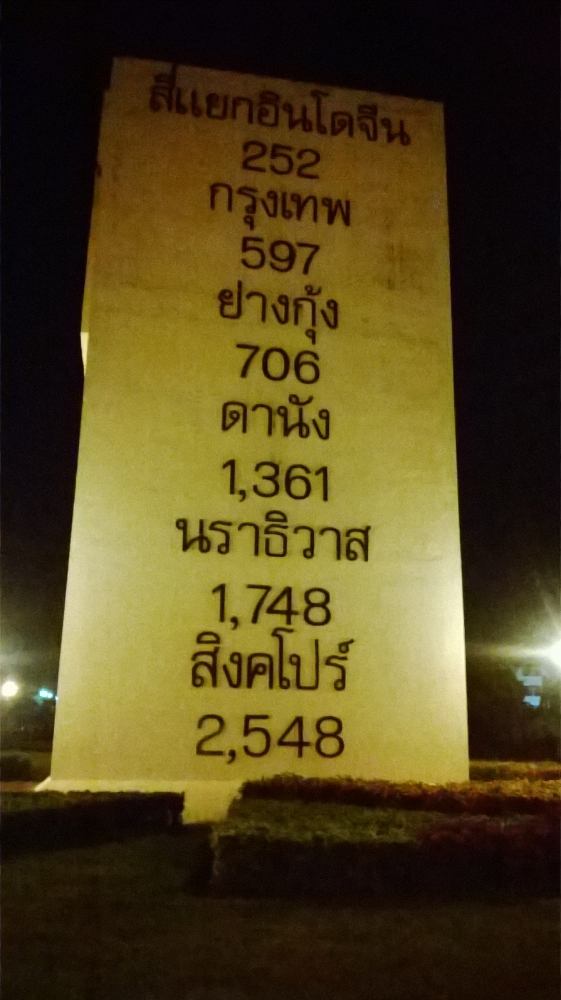 สี่แยกอินโดจีน
252
กรุงเทพ
597
ย่างกุ้ง
706
ดานัง
1,361
นราธิวาส
1,748
สิงคโปร์
2,548